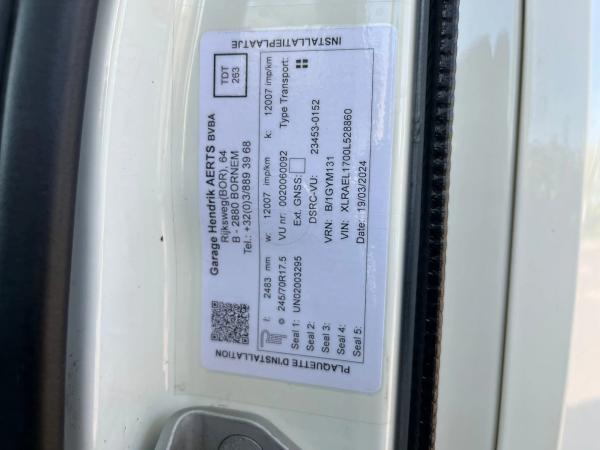 INSTALLATIEPLAATJE
Garage Hendrik AERTS BVBA
Rijksweg(BOR), 64
B - 2880 BORNEM
Tel.: +32(0)3/889 39 68
TDT
263
l: 2483 mm w: 12007 imp/km k: 12007 imp/km
245/70R17.5 VU nr: 0020060092 Type Transport:
Seal 1: UN02003295 Ext. GNSS:
Seal 2: DSRC-VU: 23453-0152
Seal 3: VRN: B/1GYM131
Seal 4: VIN: XLRAEL1700L528860
Seal 5: Date: 19/03/2024
PLAQUETTE D'INSTALLATION